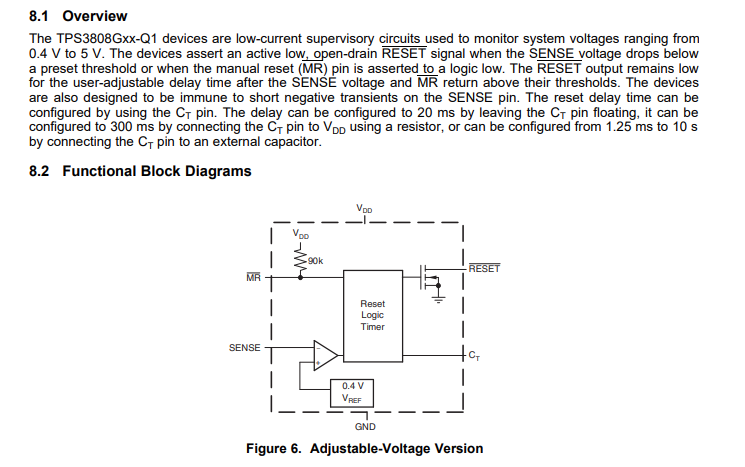 8.1 Overview
The TPS3808Gxx-Q1 devices are low-current supervisory circuits used to monitor system voltages ranging from
0.4 V to 5 V. The devices assert an active low, open-drain R̅E̅S̅E̅T̅ signal when the SENSE voltage drops below
a preset threshold or when the manual reset (M̅R̅) pin is asserted to a logic low. The R̅E̅S̅E̅T̅ output remains low
for the user-adjustable delay time after the SENSE voltage and M̅R̅ return above their thresholds. The devices
are also designed to be immune to short negative transients on the SENSE pin. The reset delay time can be
configured by using the CT pin. The delay can be configured to 20 ms by leaving the CT pin floating, it can be
configured to 300 ms by connecting the CT pin to VDD using a resistor, or can be configured from 1.25 ms to 10 s
by connecting the CT pin to an external capacitor.
8.2 Functional Block Diagrams
VDD
VDD
90k
M̅R̅
R̅E̅S̅E̅T̅
Reset
Logic
Timer
SENSE
–
+
CT
0.4 V
VREF
GND
Figure 6. Adjustable-Voltage Version